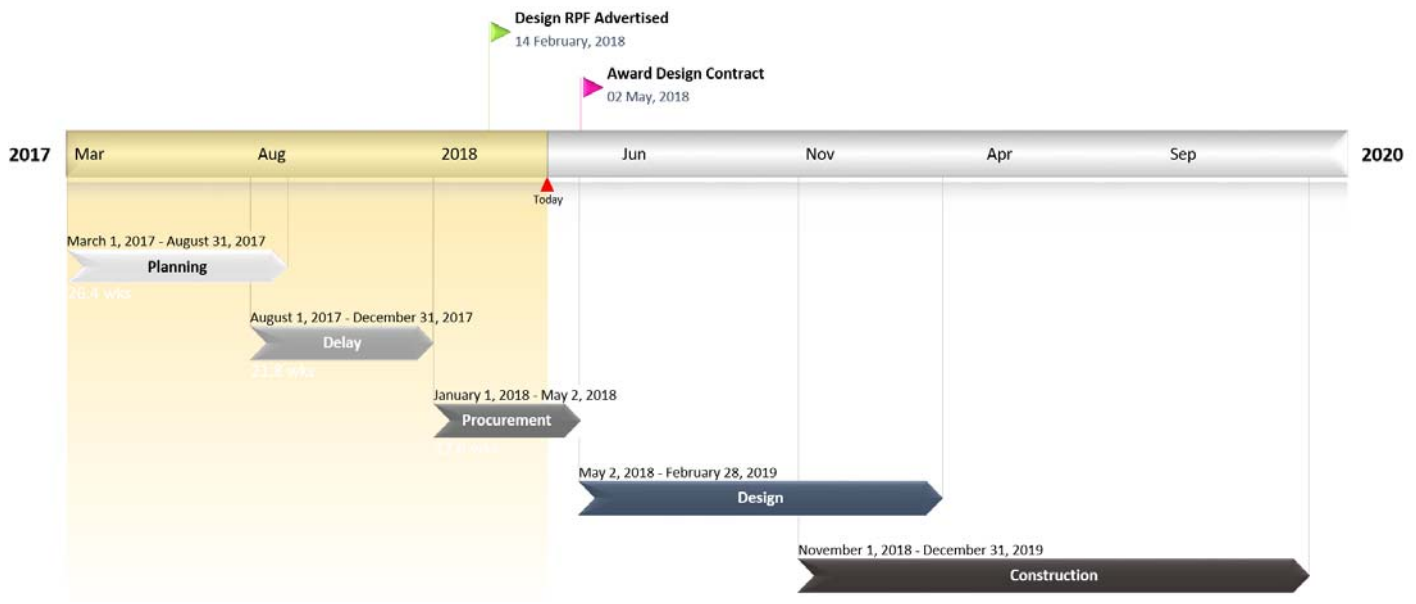 Design RPF Advertised
14 February, 2018
Award Design Contract
02 May, 2018
2017 Mar Aug 2018 Jun Nov Apr Sep 2020
Today
March 1, 2017 - August 31, 2017
Planning
26.4 wks
August 1, 2017 - December 31, 2017
Delay
21.8 wks
January 1, 2018 - May 2, 2018
Procurement
May 2, 2018 - February 28, 2019
Design
November 1, 2018 - December 31, 2019
Construction